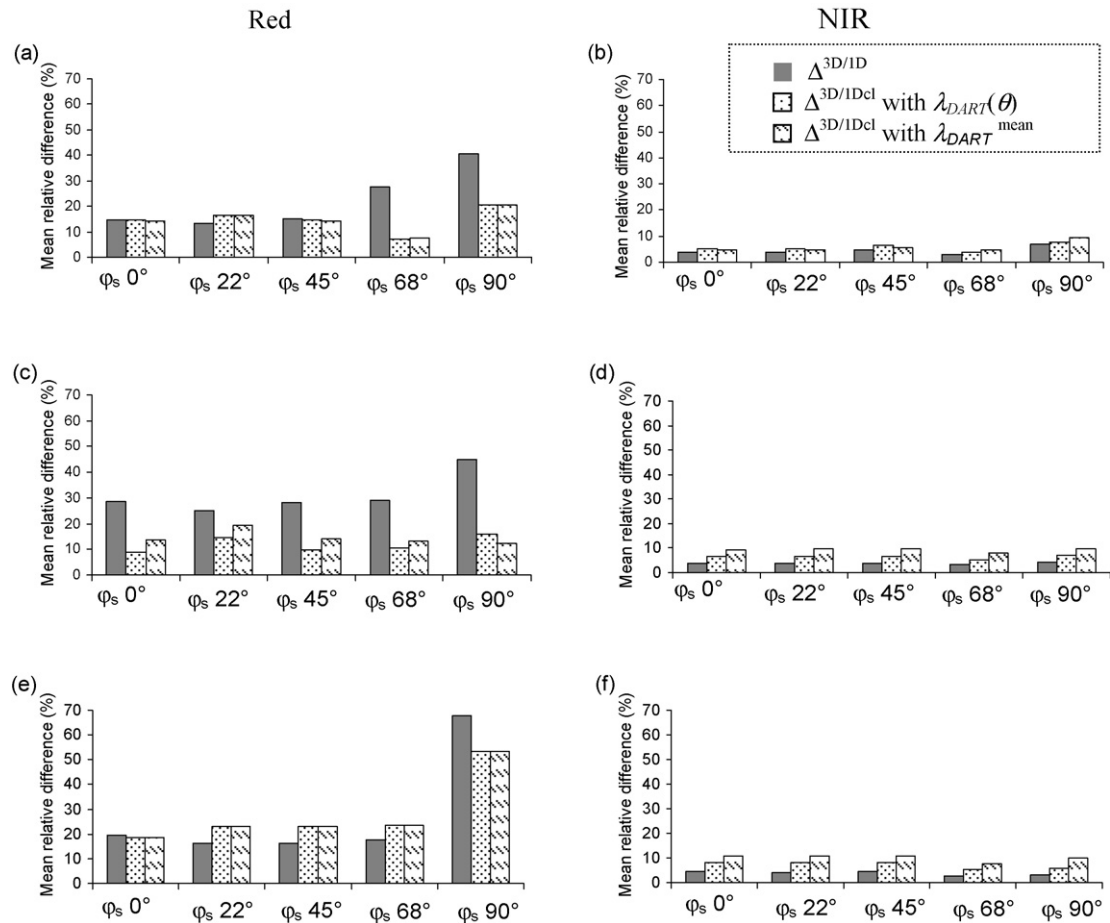 Red
NIR
(a)
Mean relative difference (%)
70
60
50
40
30
20
10
0
φs 0° φs 22° φs 45° φs 68° φs 90°
(b)
Mean relative difference (%)
70
60
50
40
30
20
10
0
φs 0° φs 22° φs 45° φs 68° φs 90°
Δ3D/1D
Δ3D/1Dcl with λDART(θ)
Δ3D/1Dcl with λDART mean
(c)
Mean relative difference (%)
70
60
50
40
30
20
10
0
φs 0° φs 22° φs 45° φs 68° φs 90°
(d)
Mean relative difference (%)
70
60
50
40
30
20
10
0
φs 0° φs 22° φs 45° φs 68° φs 90°
(e)
Mean relative difference (%)
70
60
50
40
30
20
10
0
φs 0° φs 22° φs 45° φs 68° φs 90°
(f)
Mean relative difference (%)
70
60
50
40
30
20
10
0
φs 0° φs 22° φs 45° φs 68° φs 90°